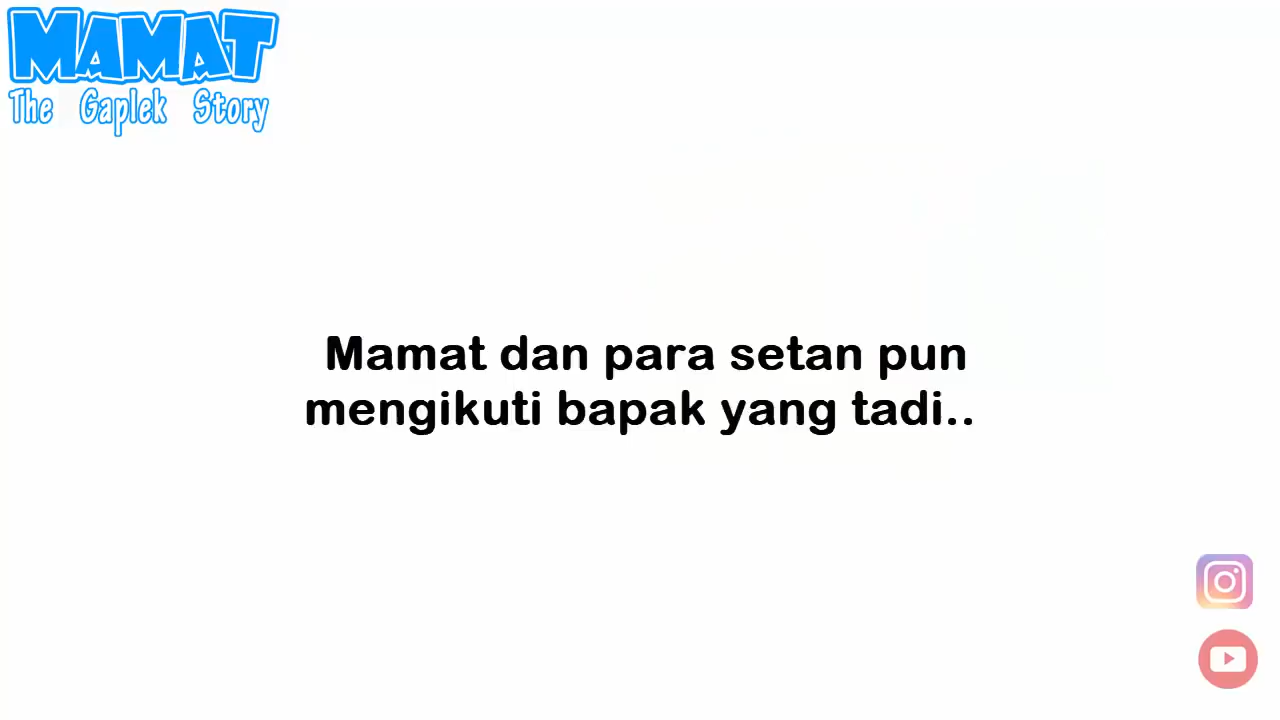 MAMAT
The Gaplek Story
Mamat dan para setan pun
mengikuti bapak yang tadi..